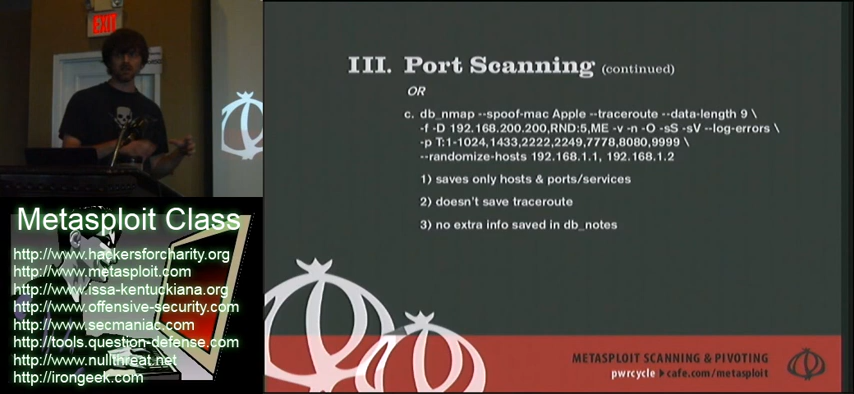 EXIT
III. Port Scanning (continued)
OR
c. db_nmap --spoof-mac Apple --traceroute --data-length 9 \
-f -D 192.168.200.200,RND:5,ME -v -n -O -sS -sV --log-errors \
-p T:1-1024,1433,2222,2249,7778,8080,9999 \
--randomize-hosts 192.168.1.1, 192.168.1.2
1) saves only hosts & ports/services
2) doesn't save traceroute
3) no extra info saved in db_notes
METASPLOIT SCANNING & PIVOTING
pwrcycle cafe.com/metasploit
Metasploit Class
http://www.hackersforcharity.org
http://www.metasploit.com
http://www.issa-kentuckiana.org
http://www.offensive-security.com
http://www.secmaniac.com
http://tools.question-defense.com
http://www.nullthreat.net
http://irongeek.com